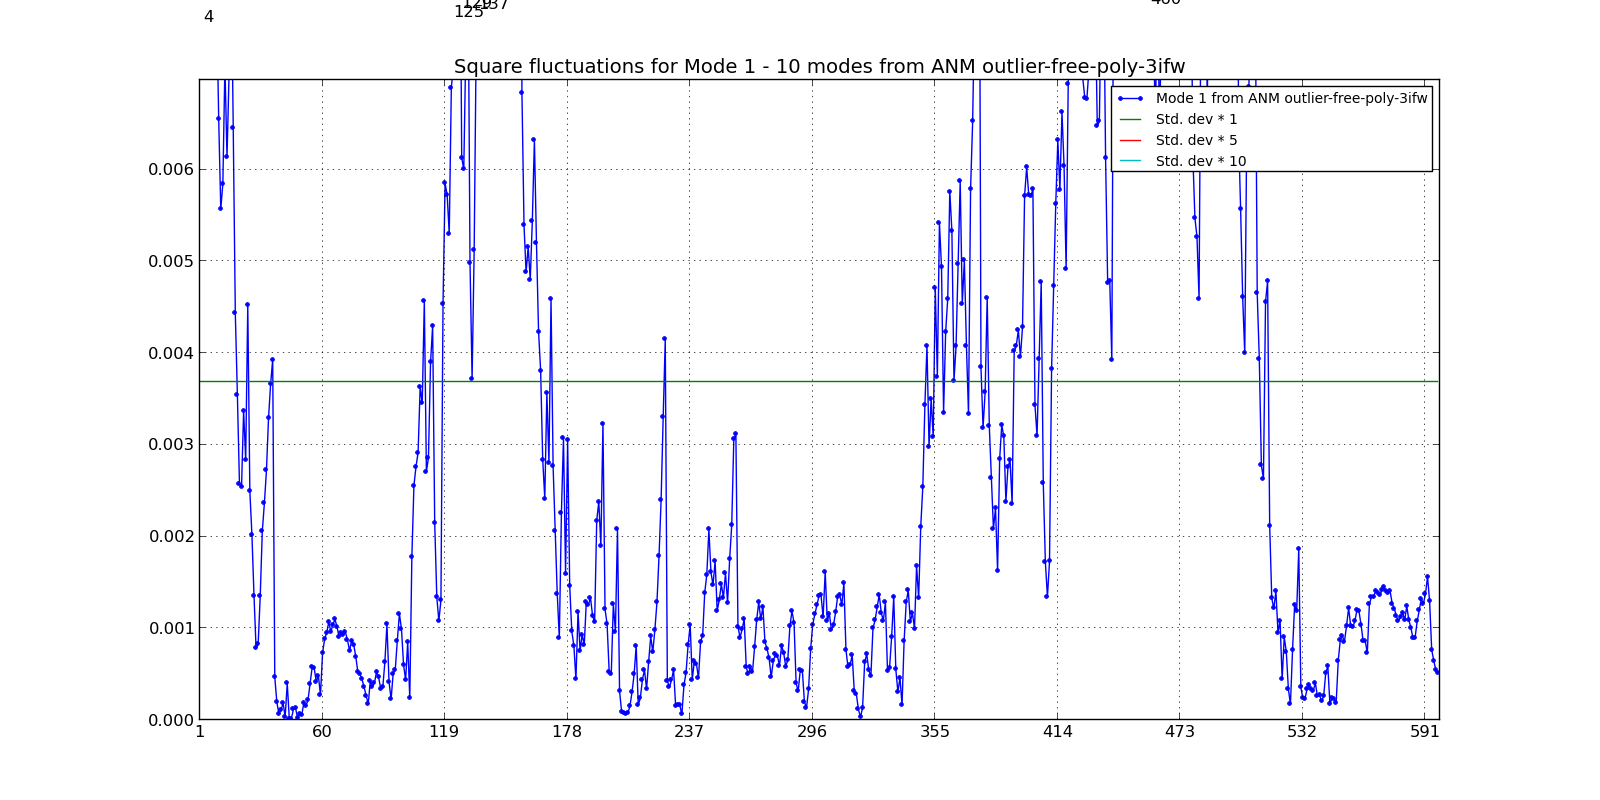 4
125
137
Square fluctuations for Mode 1 - 10 modes from ANM outlier-free-poly-3ifw
Mode 1 from ANM outlier-free-poly-3ifw
Std. dev * 1
Std. dev * 5
Std. dev * 10
0.006
0.005
0.004
0.003
0.002
0.001
0.000
1 60 119 178 237 296 355 414 473 532 591